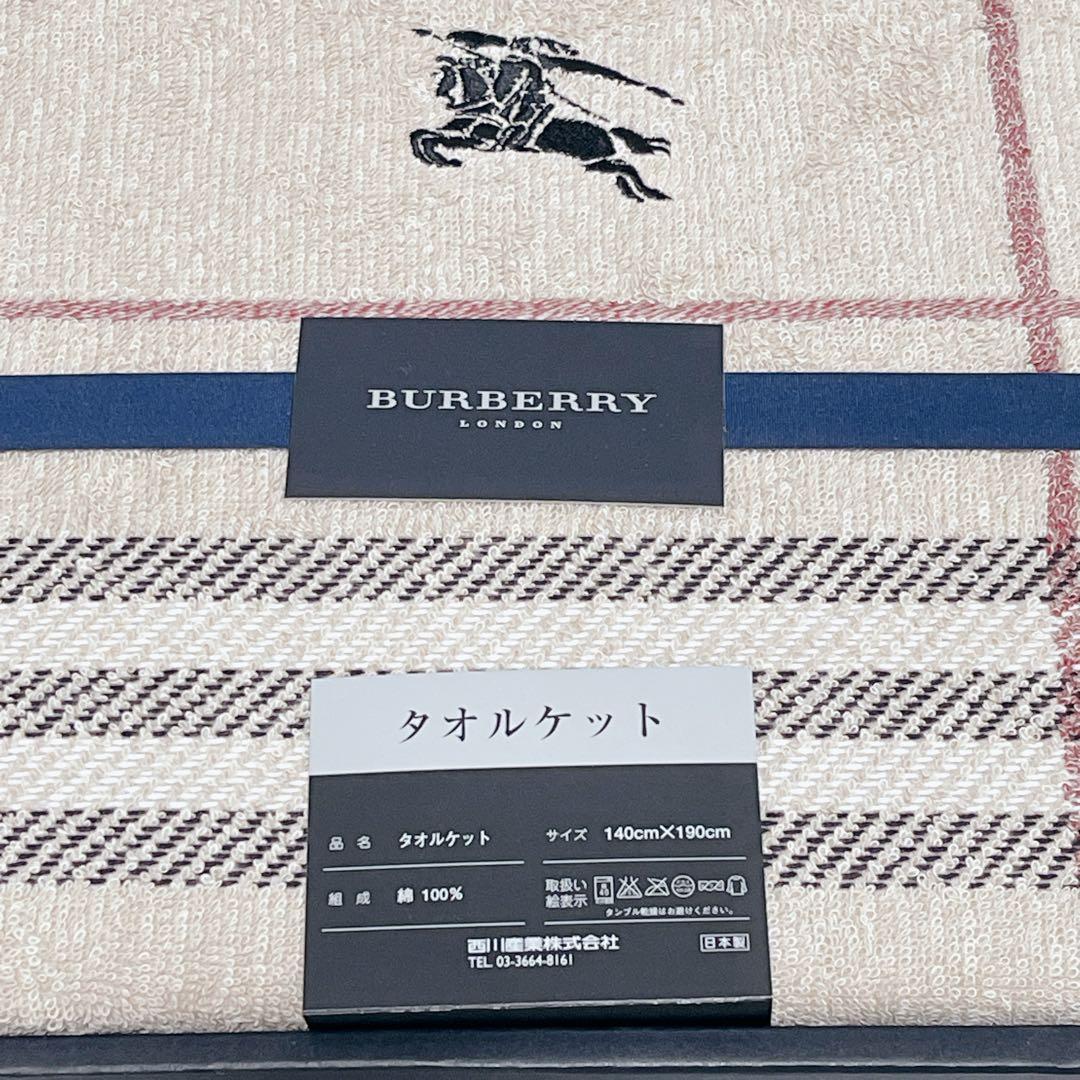 BURBERRY
LONDON
タオルケット
品名 タオルケット
サイズ 140cm×190cm
組成 綿100%
取扱い
絵表示
タンブル乾燥はお避けください。
西川産業株式会社
TEL 03-3664-8161
日本製